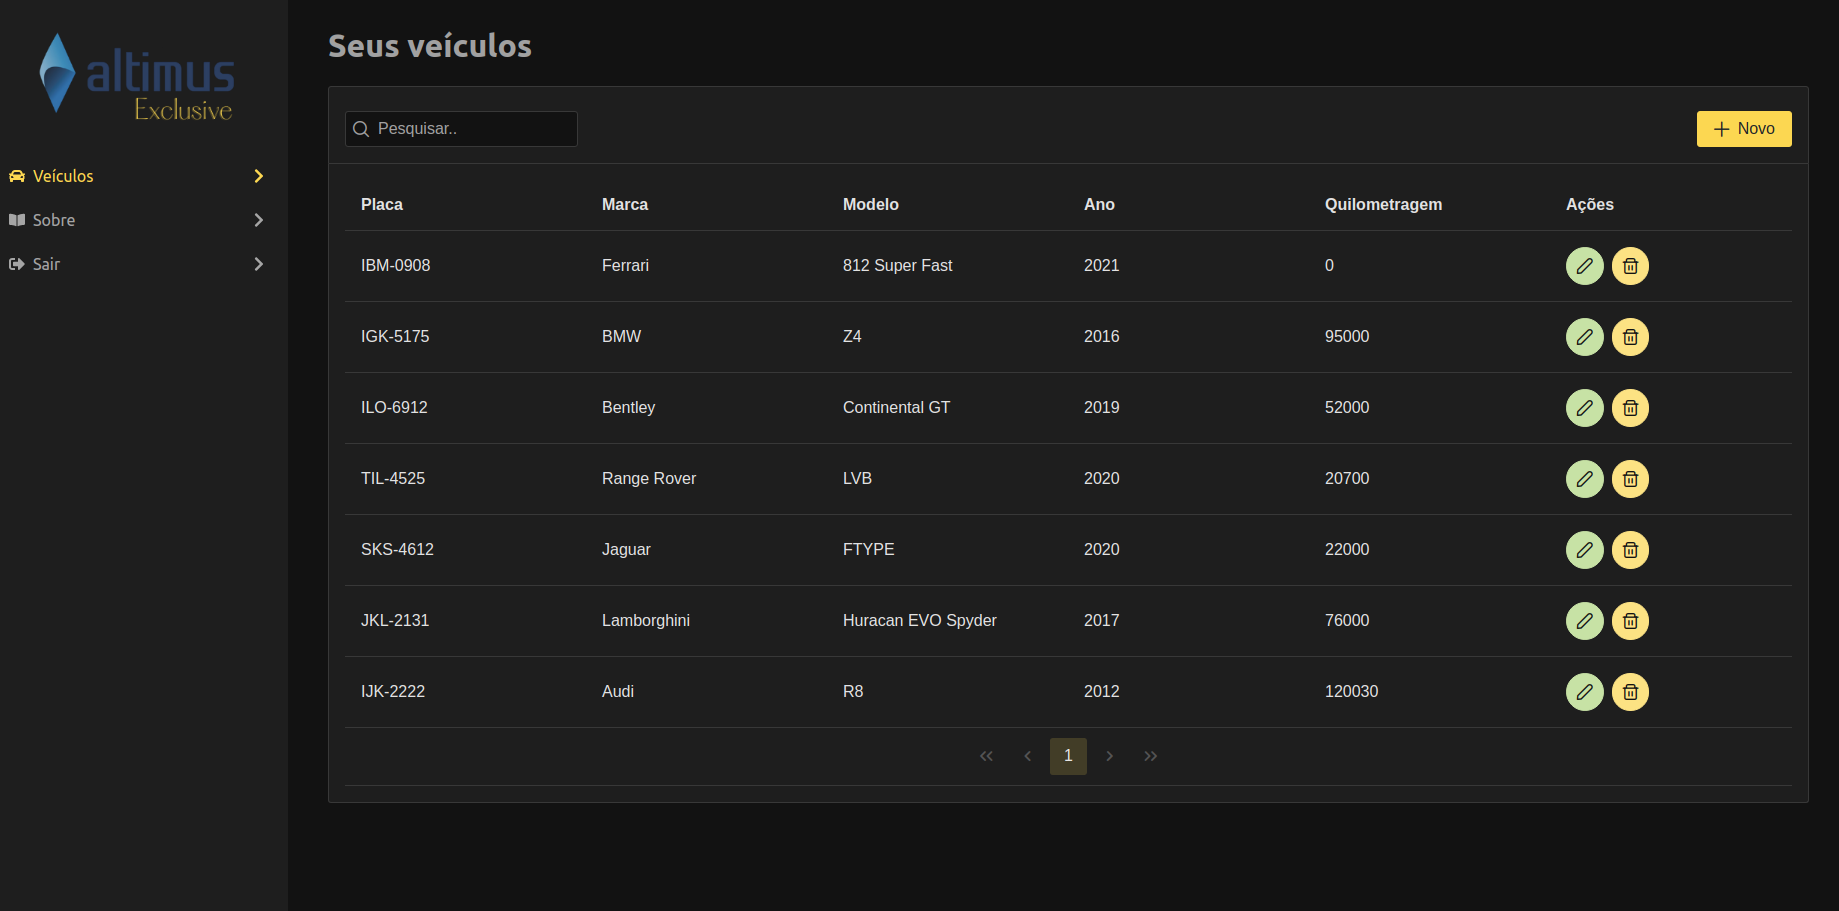 altimus
Exclusive
Veículos
Sobre
Sair
Seus veículos
Pesquisar..
Novo
Placa Marca Modelo Ano Quilometragem Ações
IBM-0908 Ferrari 812 Super Fast 2021 0
IGK-5175 BMW Z4 2016 95000
ILO-6912 Bentley Continental GT 2019 52000
TIL-4525 Range Rover LVB 2020 20700
SKS-4612 Jaguar FTYPE 2020 22000
JKL-2131 Lamborghini Huracan EVO Spyder 2017 76000
IJK-2222 Audi R8 2012 120030
1